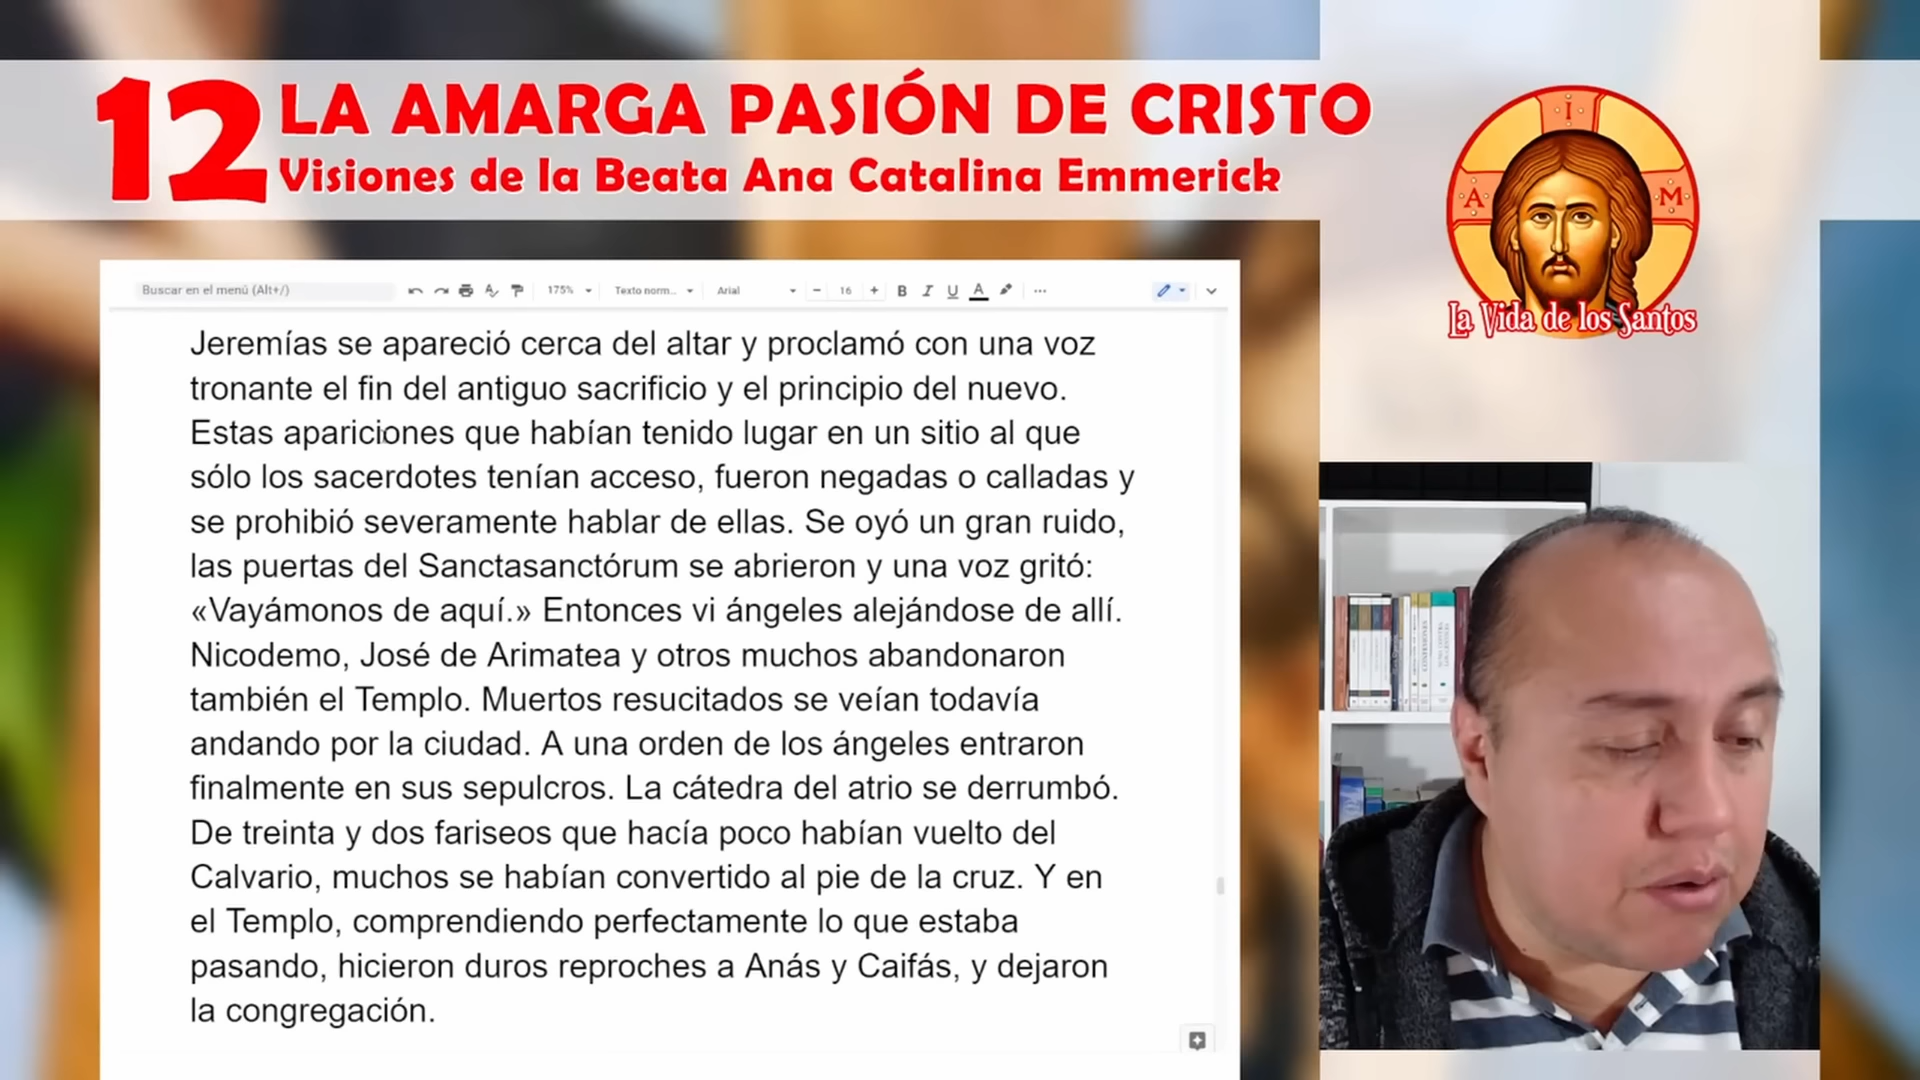 12 LA AMARGA PASIÓN DE CRISTO
Visiones de la Beata Ana Catalina Emmerick
I
A
M
La Vida de los Santos
Buscar en el menú (Alt+/)
175%
Texto norm...
Arial
16
B I U A
Jeremías se apareció cerca del altar y proclamó con una voz
tronante el fin del antiguo sacrificio y el principio del nuevo.
Estas apariciones que habían tenido lugar en un sitio al que
sólo los sacerdotes tenían acceso, fueron negadas o calladas y
se prohibió severamente hablar de ellas. Se oyó un gran ruido,
las puertas del Sanctasanctórum se abrieron y una voz gritó:
«Vayámonos de aquí.» Entonces vi ángeles alejándose de allí.
Nicodemo, José de Arimatea y otros muchos abandonaron
también el Templo. Muertos resucitados se veían todavía
andando por la ciudad. A una orden de los ángeles entraron
finalmente en sus sepulcros. La cátedra del atrio se derrumbó.
De treinta y dos fariseos que hacía poco habían vuelto del
Calvario, muchos se habían convertido al pie de la cruz. Y en
el Templo, comprendiendo perfectamente lo que estaba
pasando, hicieron duros reproches a Anás y Caifás, y dejaron
la congregación.